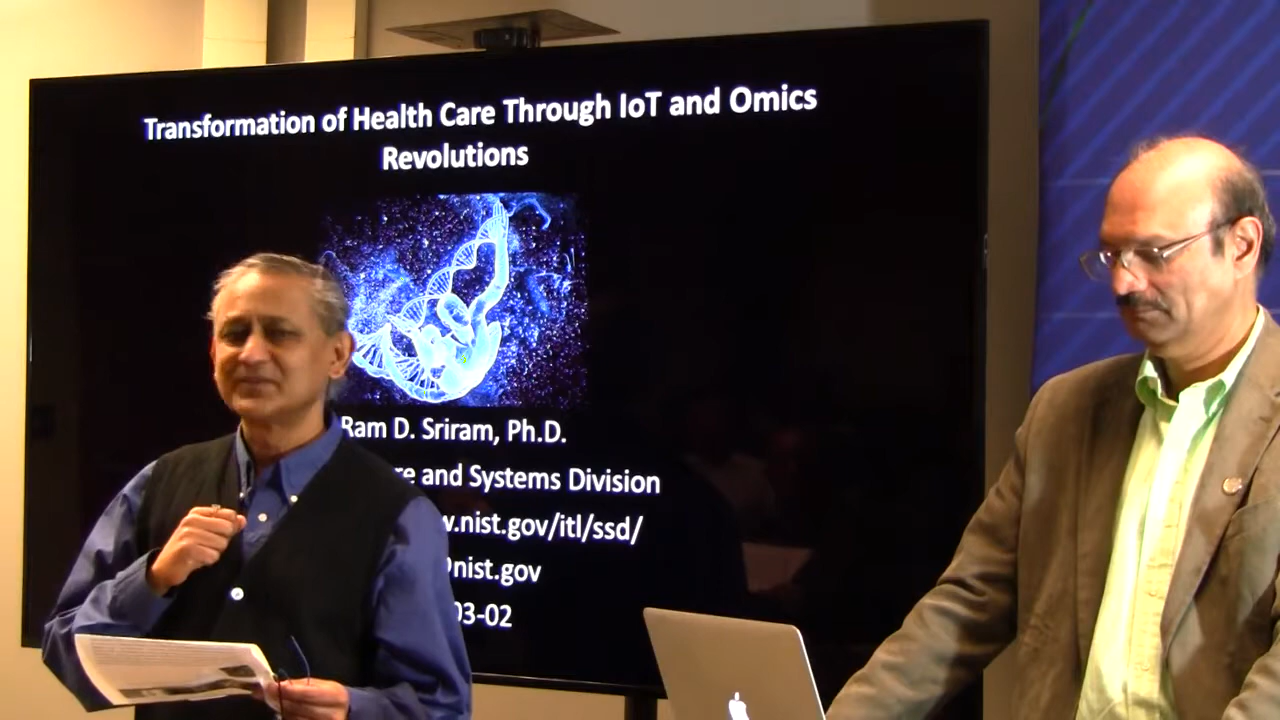 Transformation of Health Care Through IoT and Omics
Revolutions
Ram D. Sriram, Ph.D.
and Systems Division
.nist.gov/itl/ssd/
nist.gov
03-02